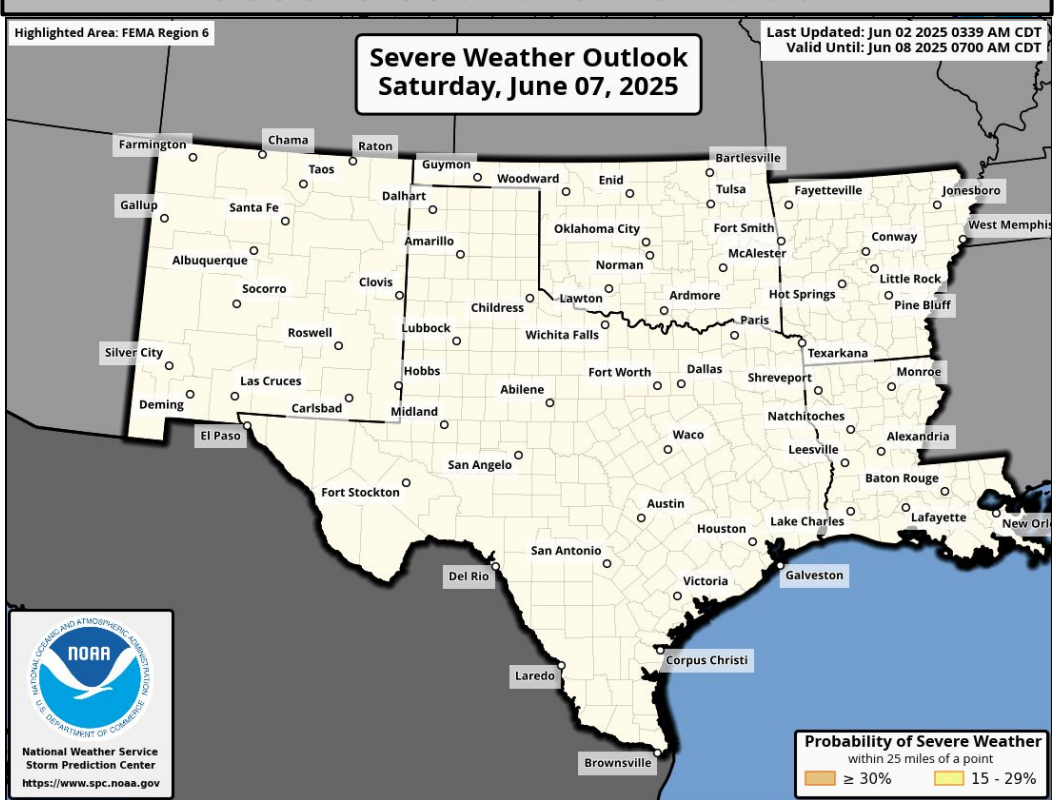 Highlighted Area: FEMA Region 6
Severe Weather Outlook
Saturday, June 07, 2025
Last Updated: Jun 02 2025 0339 AM CDT
Valid Until: Jun 08 2025 0700 AM CDT
Farmington
Chama
Raton
Taos
Guymon
Woodward
Enid
Bartlesville
Tulsa
Fayetteville
Jonesboro
Gallup
Santa Fe
Dalhart
Oklahoma City
Fort Smith
West Memphis
Albuquerque
Amarillo
Norman
McAlester
Conway
Socorro
Clovis
Childress
Lawton
Ardmore
Hot Springs
Little Rock
Pine Bluff
Roswell
Lubbock
Wichita Falls
Paris
Texarkana
Silver City
Las Cruces
Hobbs
Fort Worth
Dallas
Shreveport
Monroe
Deming
Carlsbad
Midland
Abilene
Natchitoches
El Paso
San Angelo
Waco
Leesville
Alexandria
Fort Stockton
Austin
Baton Rouge
Houston
Lake Charles
Lafayette
New Orl
San Antonio
Del Rio
Victoria
Galveston
Laredo
Corpus Christi
Brownsville
NATIONAL OCEANIC AND ATMOSPHERIC ADMINISTRATION
NOAA
U.S. DEPARTMENT OF COMMERCE
National Weather Service
Storm Prediction Center
https://www.spc.noaa.gov
Probability of Severe Weather
within 25 miles of a point
≥ 30%
15 - 29%